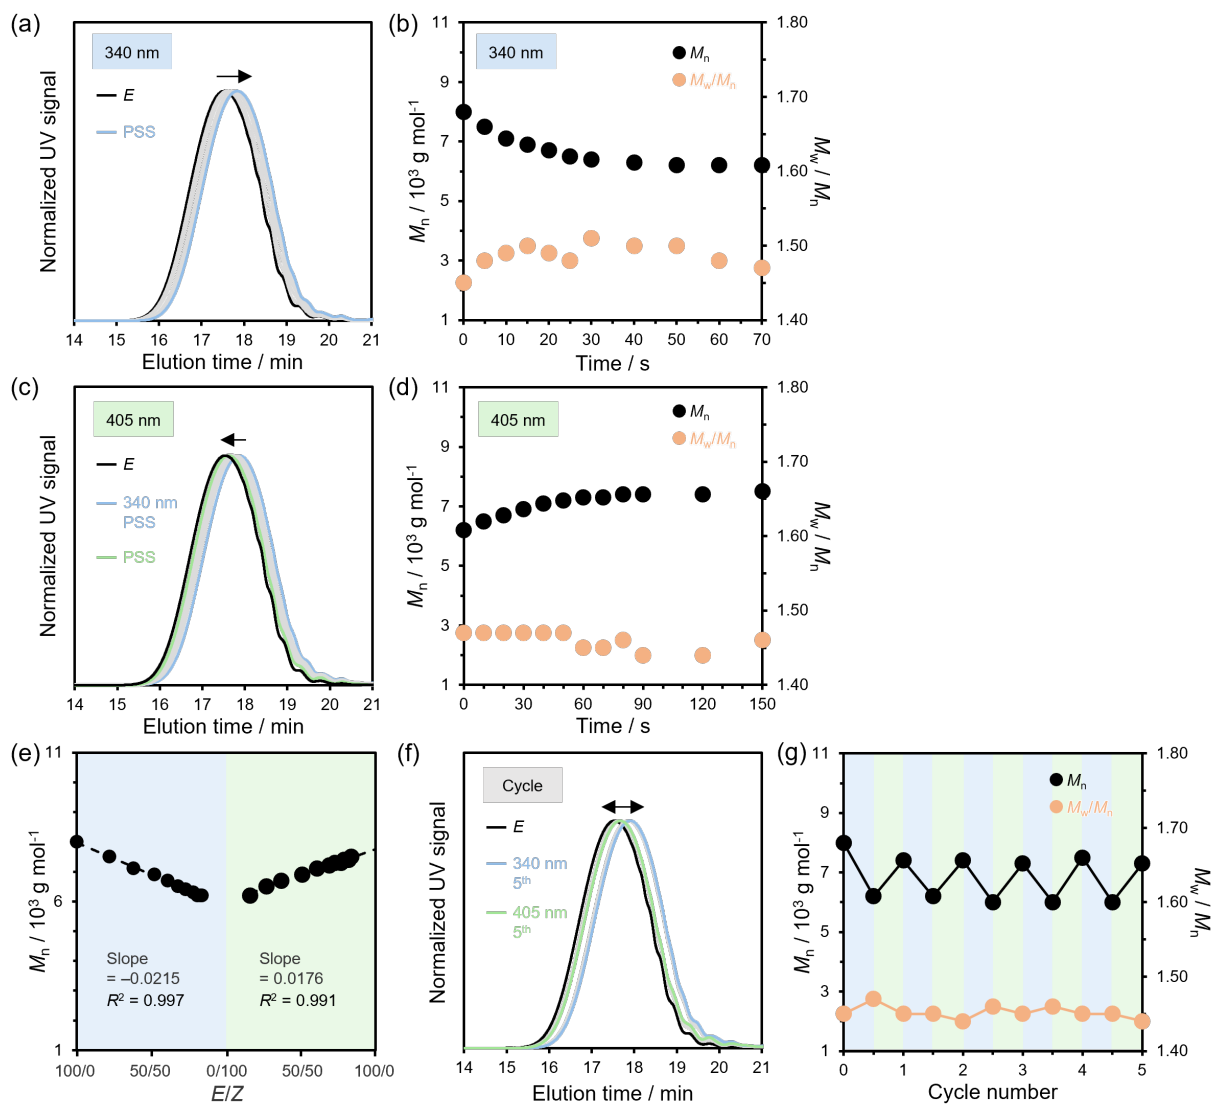 (a)
340 nm
E
PSS
Normalized UV signal
14 15 16 17 18 19 20 21
Elution time / min
(b)
340 nm
Mn
Mw/Mn
11
9
7
5
3
1
Mn / 10³ g mol⁻¹
1.80
1.70
1.60
1.50
1.40
Mw / Mn
0 10 20 30 40 50 60 70
Time / s
(c)
405 nm
E
340 nm
PSS
PSS
Normalized UV signal
14 15 16 17 18 19 20 21
Elution time / min
(d)
405 nm
Mn
Mw/Mn
11
9
7
5
3
1
Mn / 10³ g mol⁻¹
1.80
1.70
1.60
1.50
1.40
Mw / Mn
0 30 60 90 120 150
Time / s
(e)
11
6
1
Mn / 10³ g mol⁻¹
Slope
= –0.0215
R² = 0.997
Slope
= 0.0176
R² = 0.991
100/0 50/50 0/100 50/50 100/0
E/Z
(f)
Cycle
E
340 nm
5th
405 nm
5th
Normalized UV signal
14 15 16 17 18 19 20 21
Elution time / min
(g)
Mn
Mw/Mn
11
9
7
5
3
1
Mn / 10³ g mol⁻¹
1.80
1.70
1.60
1.50
1.40
Mw / Mn
0 1 2 3 4 5
Cycle number